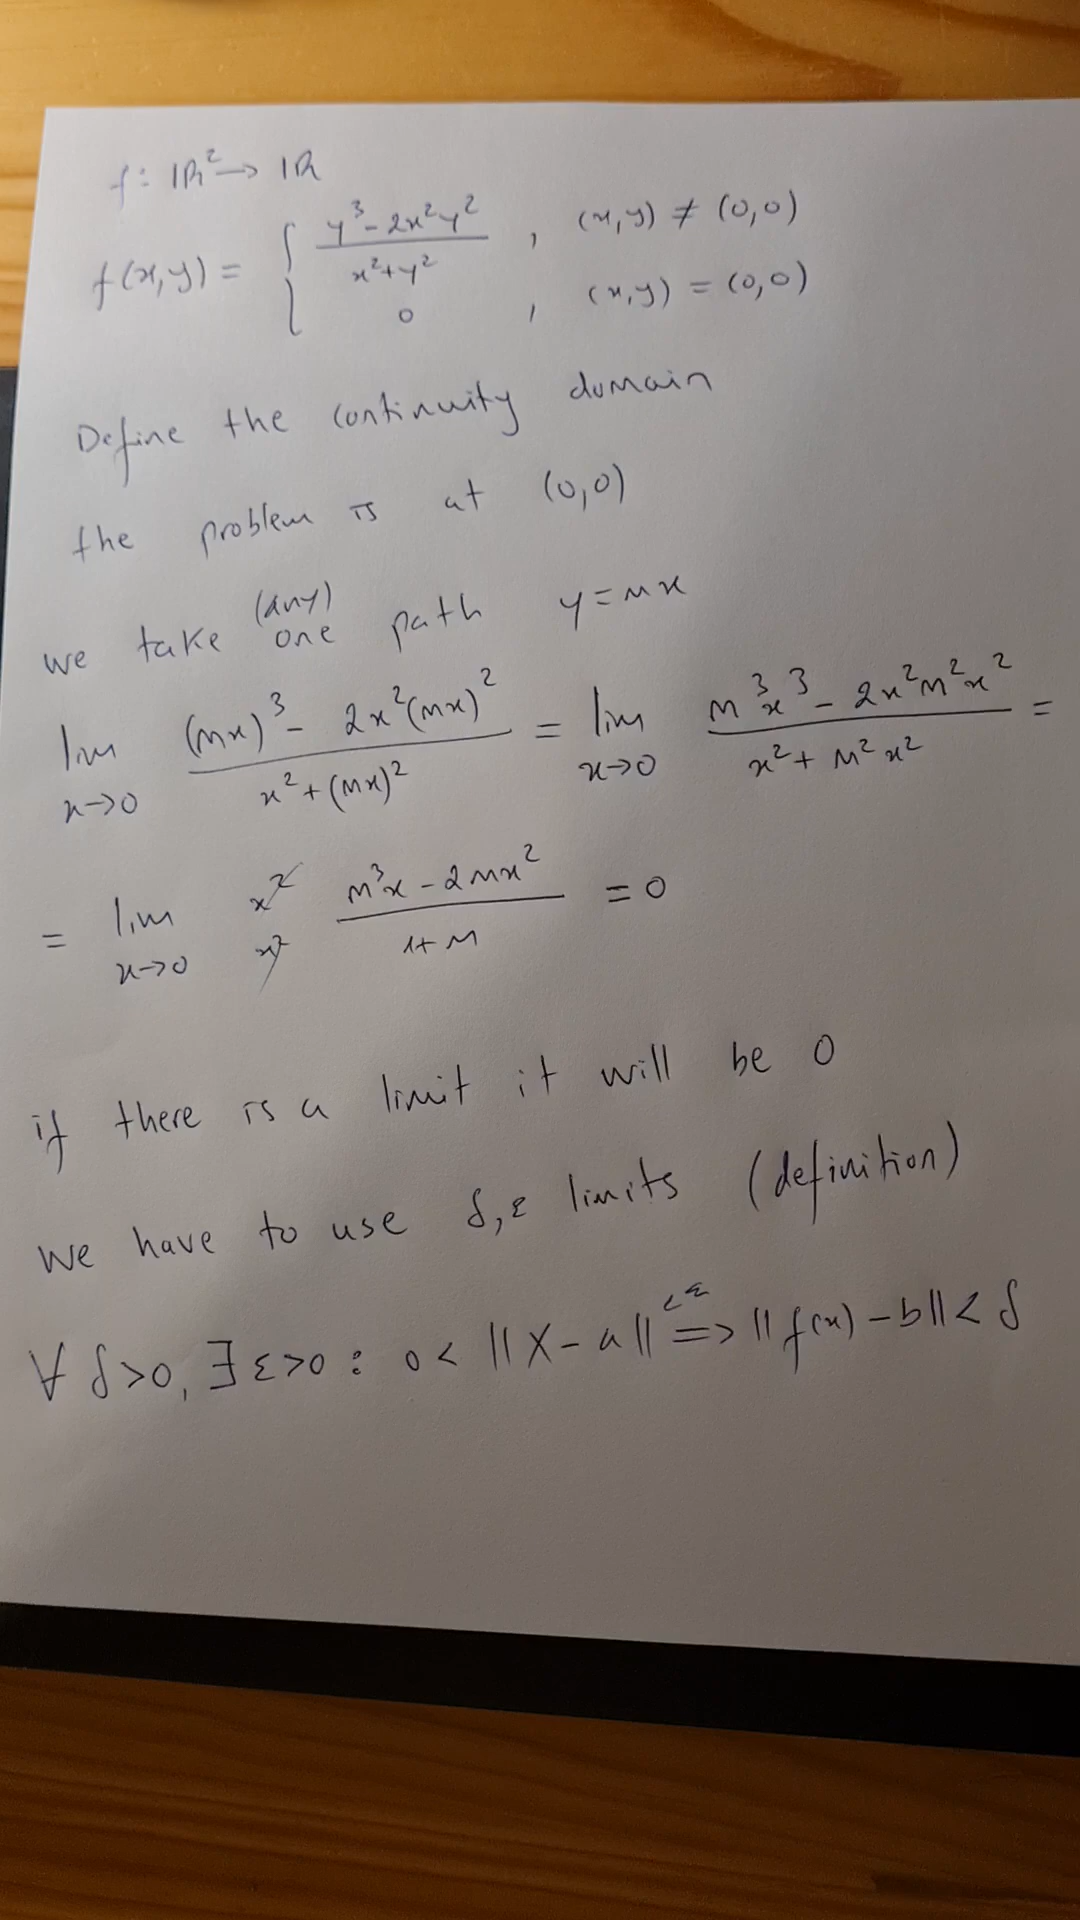 f: ℝ² → ℝ
f(x,y) = { (y³ - 2x²y²)/(x²+y²) , (x,y) ≠ (0,0)
0 , (x,y) = (0,0)
Define the continuity domain
the problem is at (0,0)
(any)
we take one path y = mx
lim x→0 ((mx)³ - 2x²(mx)²)/(x² + (mx)²) = lim x→0 (m³x³ - 2x²m²x²)/(x² + m²x²) =
= lim x→0 x²/x² (m³x - 2mx²)/(1+m) = 0
if there is a limit it will be 0
we have to use δ,ε limits (definition)
∀ δ>0, ∃ ε>0 : 0 < ||X-a|| <ε => ||f(x)-b|| < δ